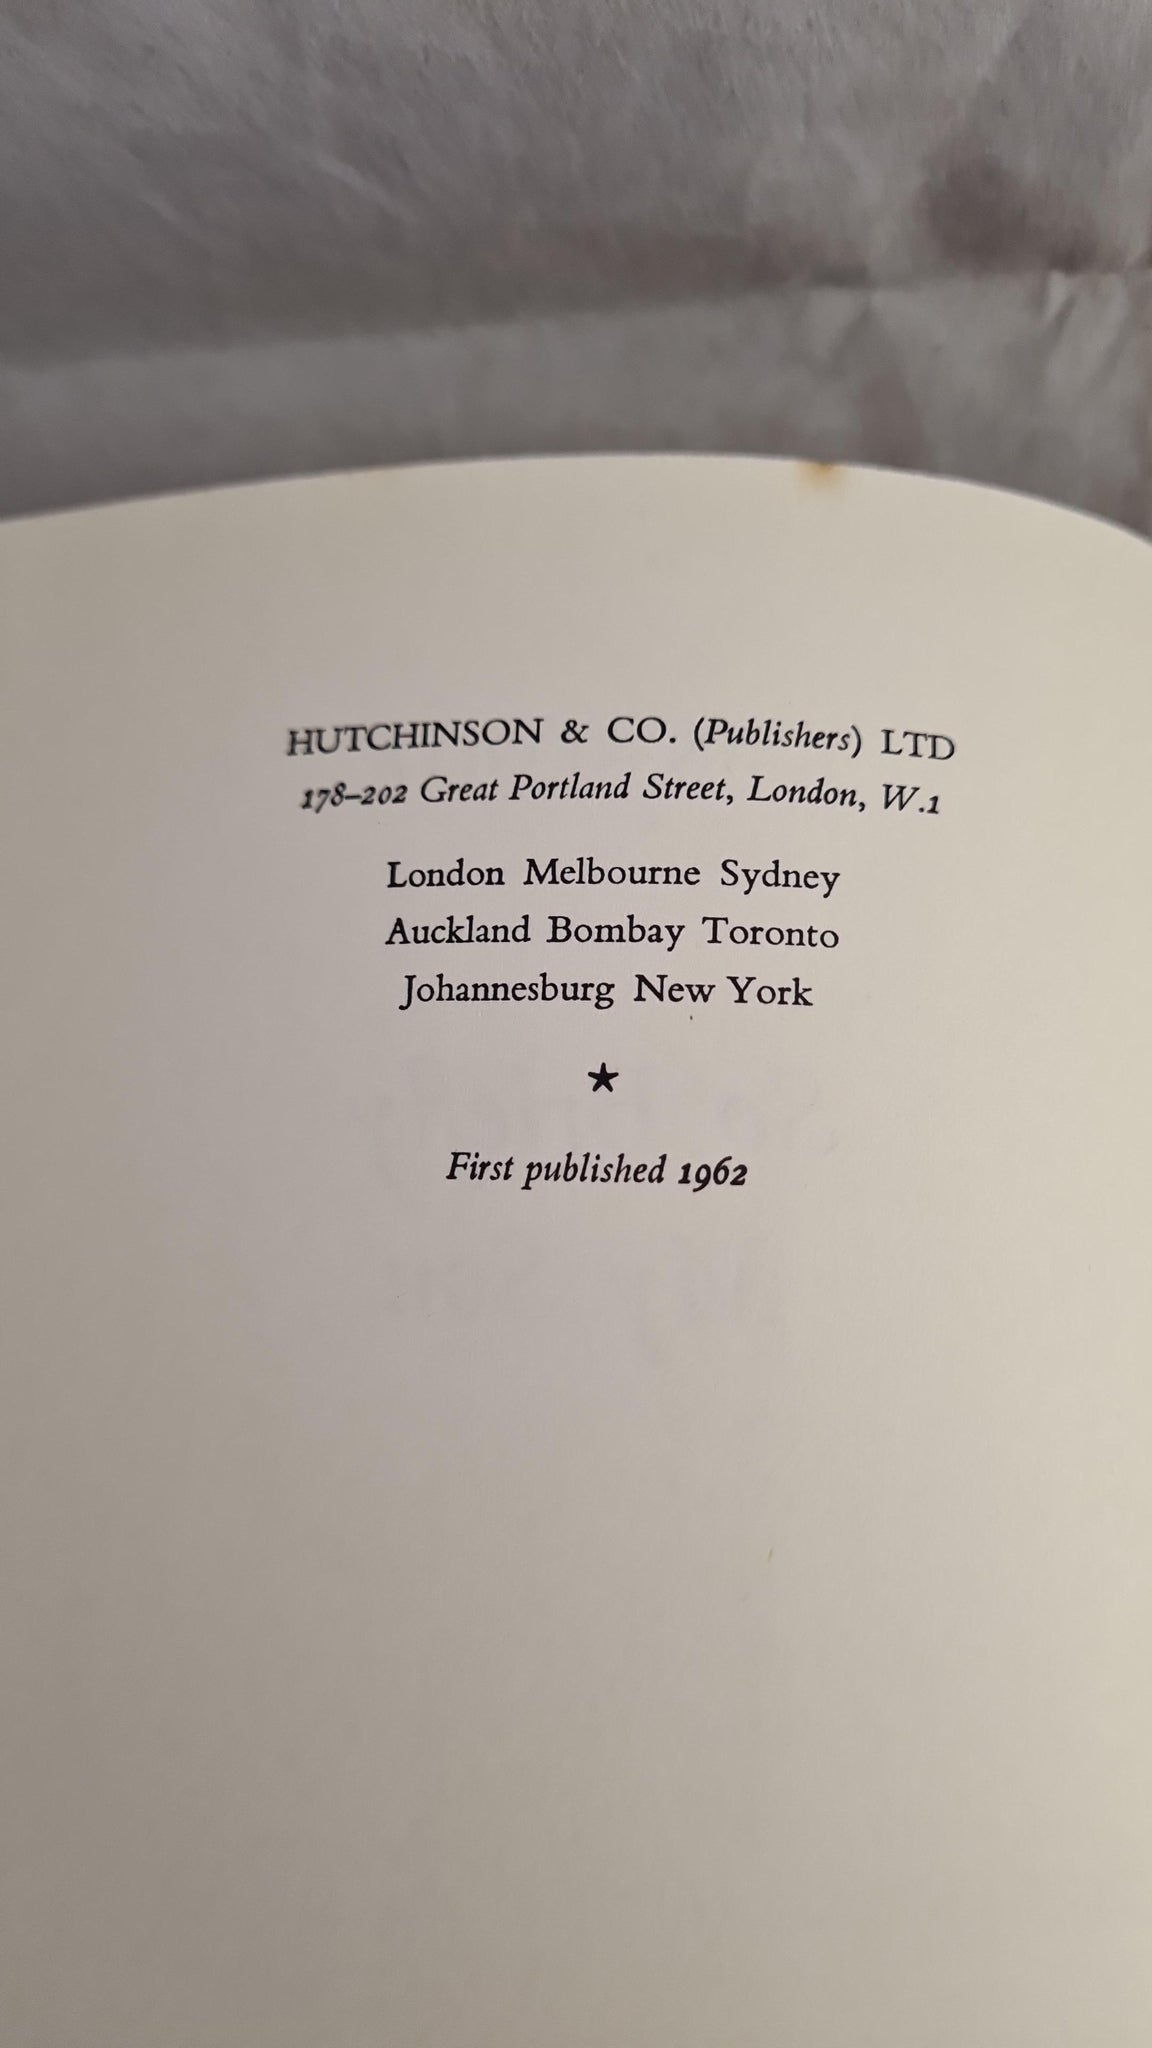 HUTCHINSON & CO. (Publishers) LTD
178–202 Great Portland Street, London, W.1
London Melbourne Sydney
Auckland Bombay Toronto
Johannesburg New York
★
First published 1962